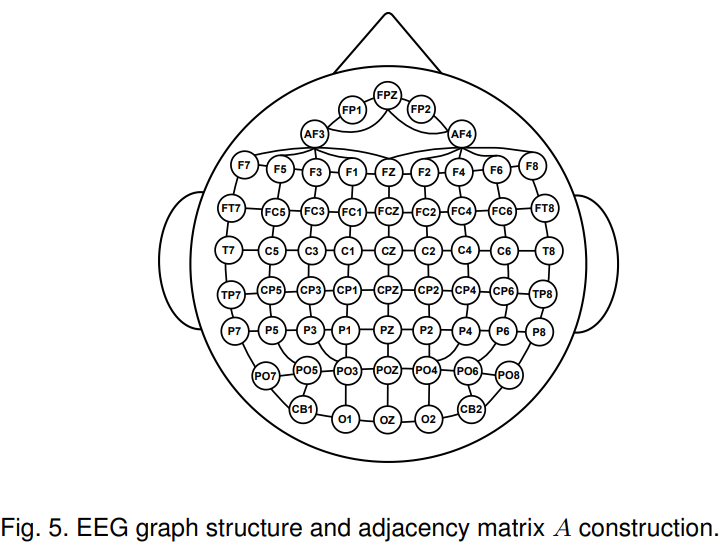 FPZ
FP1 FP2
AF3 AF4
F7 F5 F3 F1 FZ F2 F4 F6 F8
FT7 FC5 FC3 FC1 FCZ FC2 FC4 FC6 FT8
T7 C5 C3 C1 CZ C2 C4 C6 T8
TP7 CP5 CP3 CP1 CPZ CP2 CP4 CP6 TP8
P7 P5 P3 P1 PZ P2 P4 P6 P8
PO7 PO5 PO3 POZ PO4 PO6 PO8
CB1 O1 OZ O2 CB2
Fig. 5. EEG graph structure and adjacency matrix A construction.